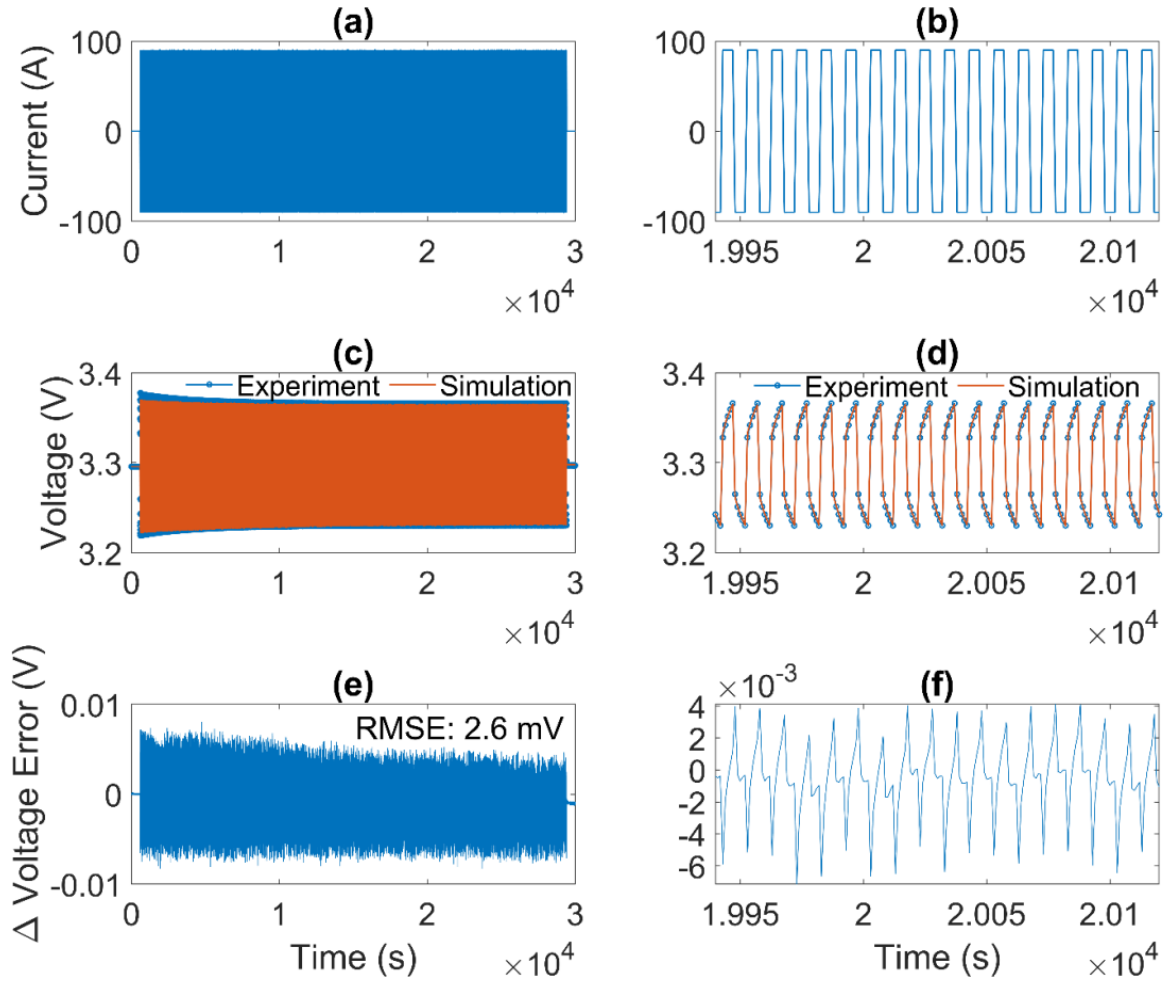 (a)
100
0
-100
Current (A)
0 1 2 3
×10^4
(b)
100
0
-100
1.995 2 2.005 2.01
×10^4
(c)
3.4
3.3
3.2
Voltage (V)
Experiment Simulation
0 1 2 3
×10^4
(d)
3.4
3.3
3.2
Experiment Simulation
1.995 2 2.005 2.01
×10^4
(e)
0.01
0
-0.01
Δ Voltage Error (V)
RMSE: 2.6 mV
0 1 2 3
Time (s)
×10^4
(f)
×10^-3
4
2
0
-2
-4
-6
1.995 2 2.005 2.01
Time (s)
×10^4